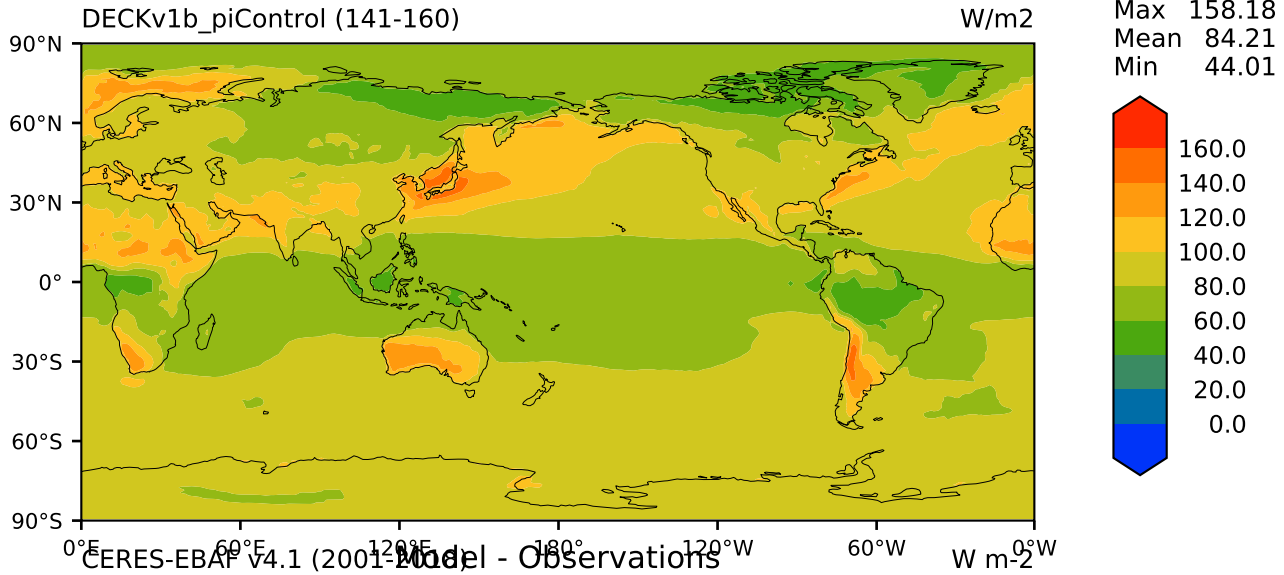 DECKv1b_piControl (141-160) W/m2
Max 158.18
Mean 84.21
Min 44.01
90°N
60°N
30°N
0°
30°S
60°S
90°S
0°E 60°E 120°E 180° 120°W 60°W 0°W
160.0
140.0
120.0
100.0
80.0
60.0
40.0
20.0
0.0
CERES-EBAF v4.1 (2001-2018) W m-2
Model - Observations